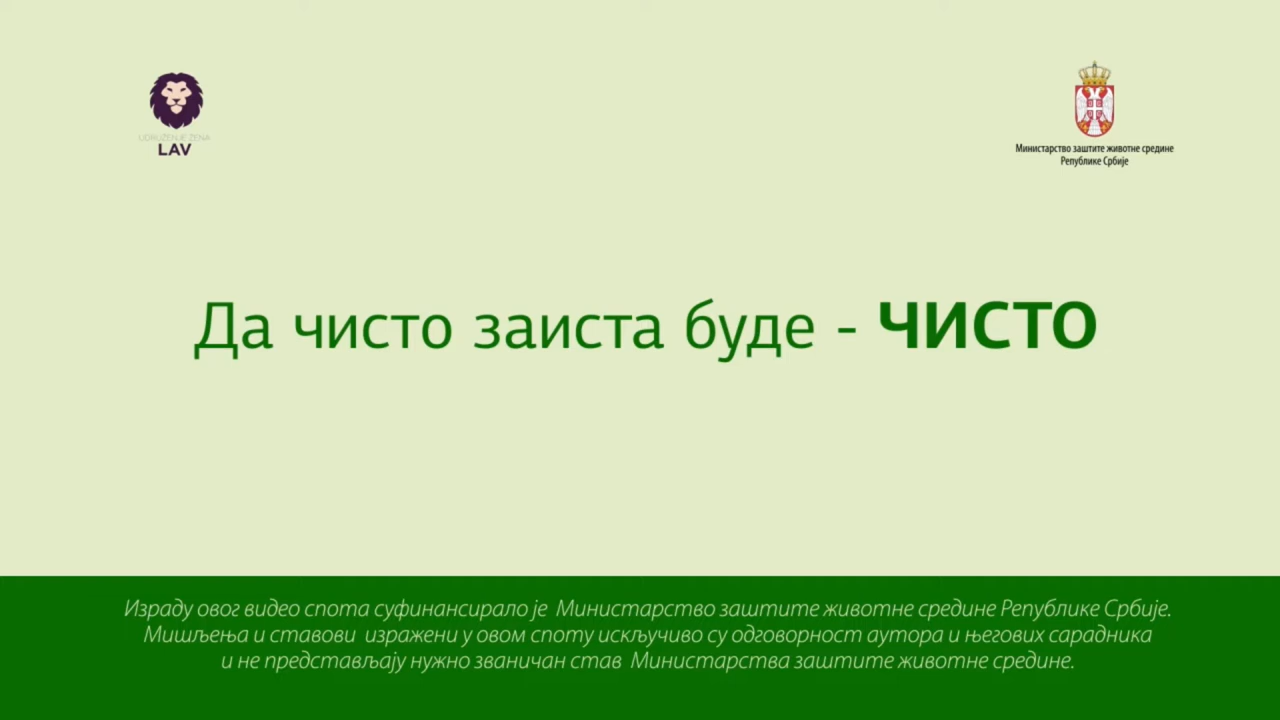 UDRUŽENJE ŽENA
LAV
Министарство заштите животне средине
Републике Србије
Да чисто заиста буде - ЧИСТО
Израду овог видео спота суфинансирало је Министарство заштите животне средине Републике Србије.
Мишљења и ставови изражени у овом споту искључиво су одговорност аутора и његових сарадника
и не представљају нужно званичан став Министарства заштите животне средине.